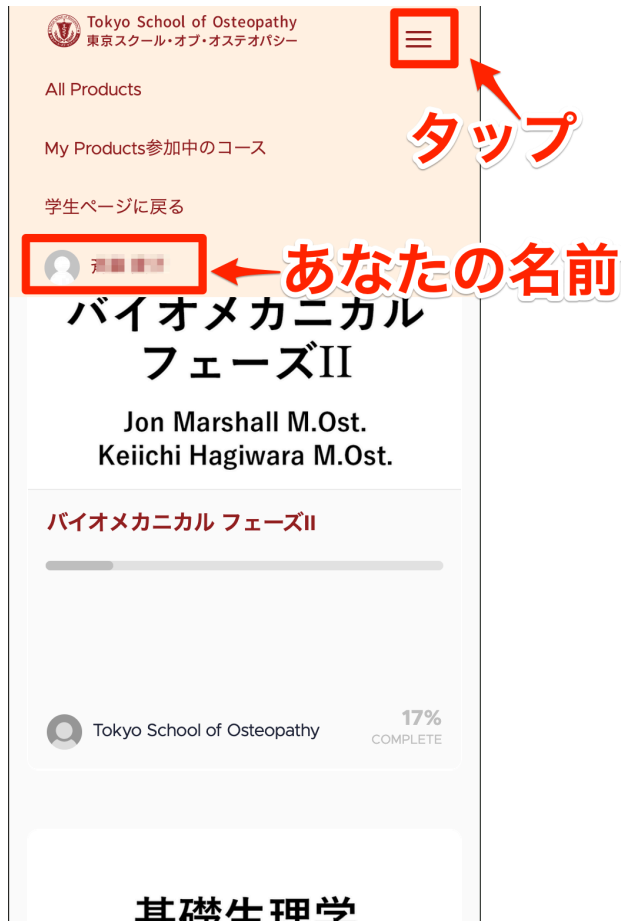 Tokyo School of Osteopathy
東京スクール・オブ・オステオパシー
All Products
タップ
My Products参加中のコース
学生ページに戻る
あなたの名前
バイオメカニカル
フェーズII
Jon Marshall M.Ost.
Keiichi Hagiwara M.Ost.
バイオメカニカル フェーズII
17%
Tokyo School of Osteopathy
COMPLETE
基礎生理学